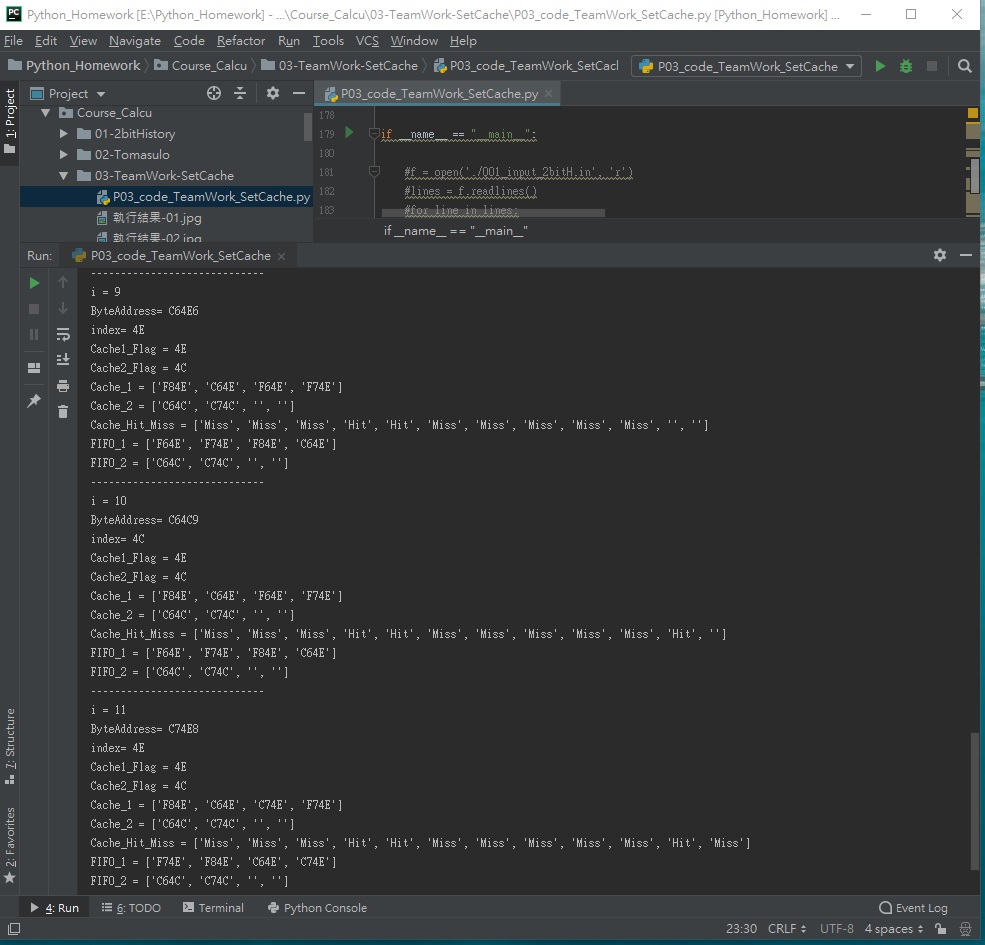 PC Python_Homework [E:\Python_Homework] - ...\Course_Calcu\03-TeamWork-SetCache\P03_code_TeamWork_SetCache.py [Python_Homework] ...
File Edit View Navigate Code Refactor Run Tools VCS Window Help
Python_Homework Course_Calcu 03-TeamWork-SetCache P03_code_TeamWork_SetCacl P03_code_TeamWork_SetCache
1: Project
Project
P03_code_TeamWork_SetCache.py
Course_Calcu
01-2bitHistory
02-Tomasulo
03-TeamWork-SetCache
P03_code_TeamWork_SetCache.py
執行結果-01.jpg
執行結果-02.jpg
178
179 if __name__ == "__main__":
180
181 #f = open('./001_input_2bitH.in', 'r')
182 #lines = f.readlines()
183 #for line in lines:
if __name__ == "__main__"
Run: P03_code_TeamWork_SetCache
-----------------------------
i = 9
ByteAddress= C64E6
index= 4E
Cache1_Flag = 4E
Cache2_Flag = 4C
Cache_1 = ['F84E', 'C64E', 'F64E', 'F74E']
Cache_2 = ['C64C', 'C74C', '', '']
Cache_Hit_Miss = ['Miss', 'Miss', 'Miss', 'Hit', 'Hit', 'Miss', 'Miss', 'Miss', 'Miss', 'Miss', '', '']
FIFO_1 = ['F64E', 'F74E', 'F84E', 'C64E']
FIFO_2 = ['C64C', 'C74C', '', '']
-----------------------------
i = 10
ByteAddress= C64C9
index= 4C
Cache1_Flag = 4E
Cache2_Flag = 4C
Cache_1 = ['F84E', 'C64E', 'F64E', 'F74E']
Cache_2 = ['C64C', 'C74C', '', '']
Cache_Hit_Miss = ['Miss', 'Miss', 'Miss', 'Hit', 'Hit', 'Miss', 'Miss', 'Miss', 'Miss', 'Miss', 'Hit', '']
FIFO_1 = ['F64E', 'F74E', 'F84E', 'C64E']
FIFO_2 = ['C64C', 'C74C', '', '']
-----------------------------
i = 11
ByteAddress= C74E8
index= 4E
Cache1_Flag = 4E
Cache2_Flag = 4C
Cache_1 = ['F84E', 'C64E', 'C74E', 'F74E']
Cache_2 = ['C64C', 'C74C', '', '']
Cache_Hit_Miss = ['Miss', 'Miss', 'Miss', 'Hit', 'Hit', 'Miss', 'Miss', 'Miss', 'Miss', 'Miss', 'Hit', 'Miss']
FIFO_1 = ['F74E', 'F84E', 'C64E', 'C74E']
FIFO_2 = ['C64C', 'C74C', '', '']
7: Structure
2: Favorites
4: Run 6: TODO Terminal Python Console Event Log
23:30 CRLF UTF-8 4 spaces